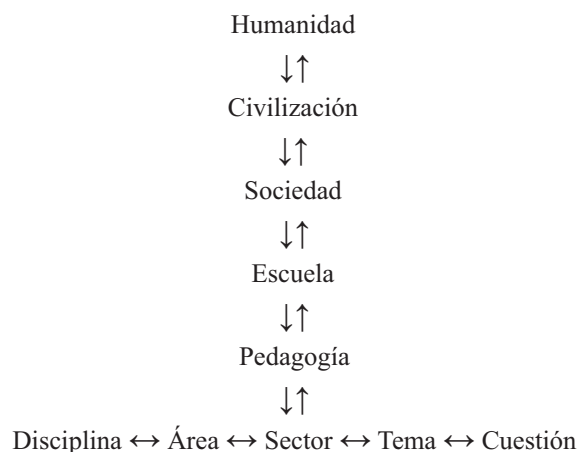 Humanidad
↓↑
Civilización
↓↑
Sociedad
↓↑
Escuela
↓↑
Pedagogía
↓↑
Disciplina ↔ Área ↔ Sector ↔ Tema ↔ Cuestión